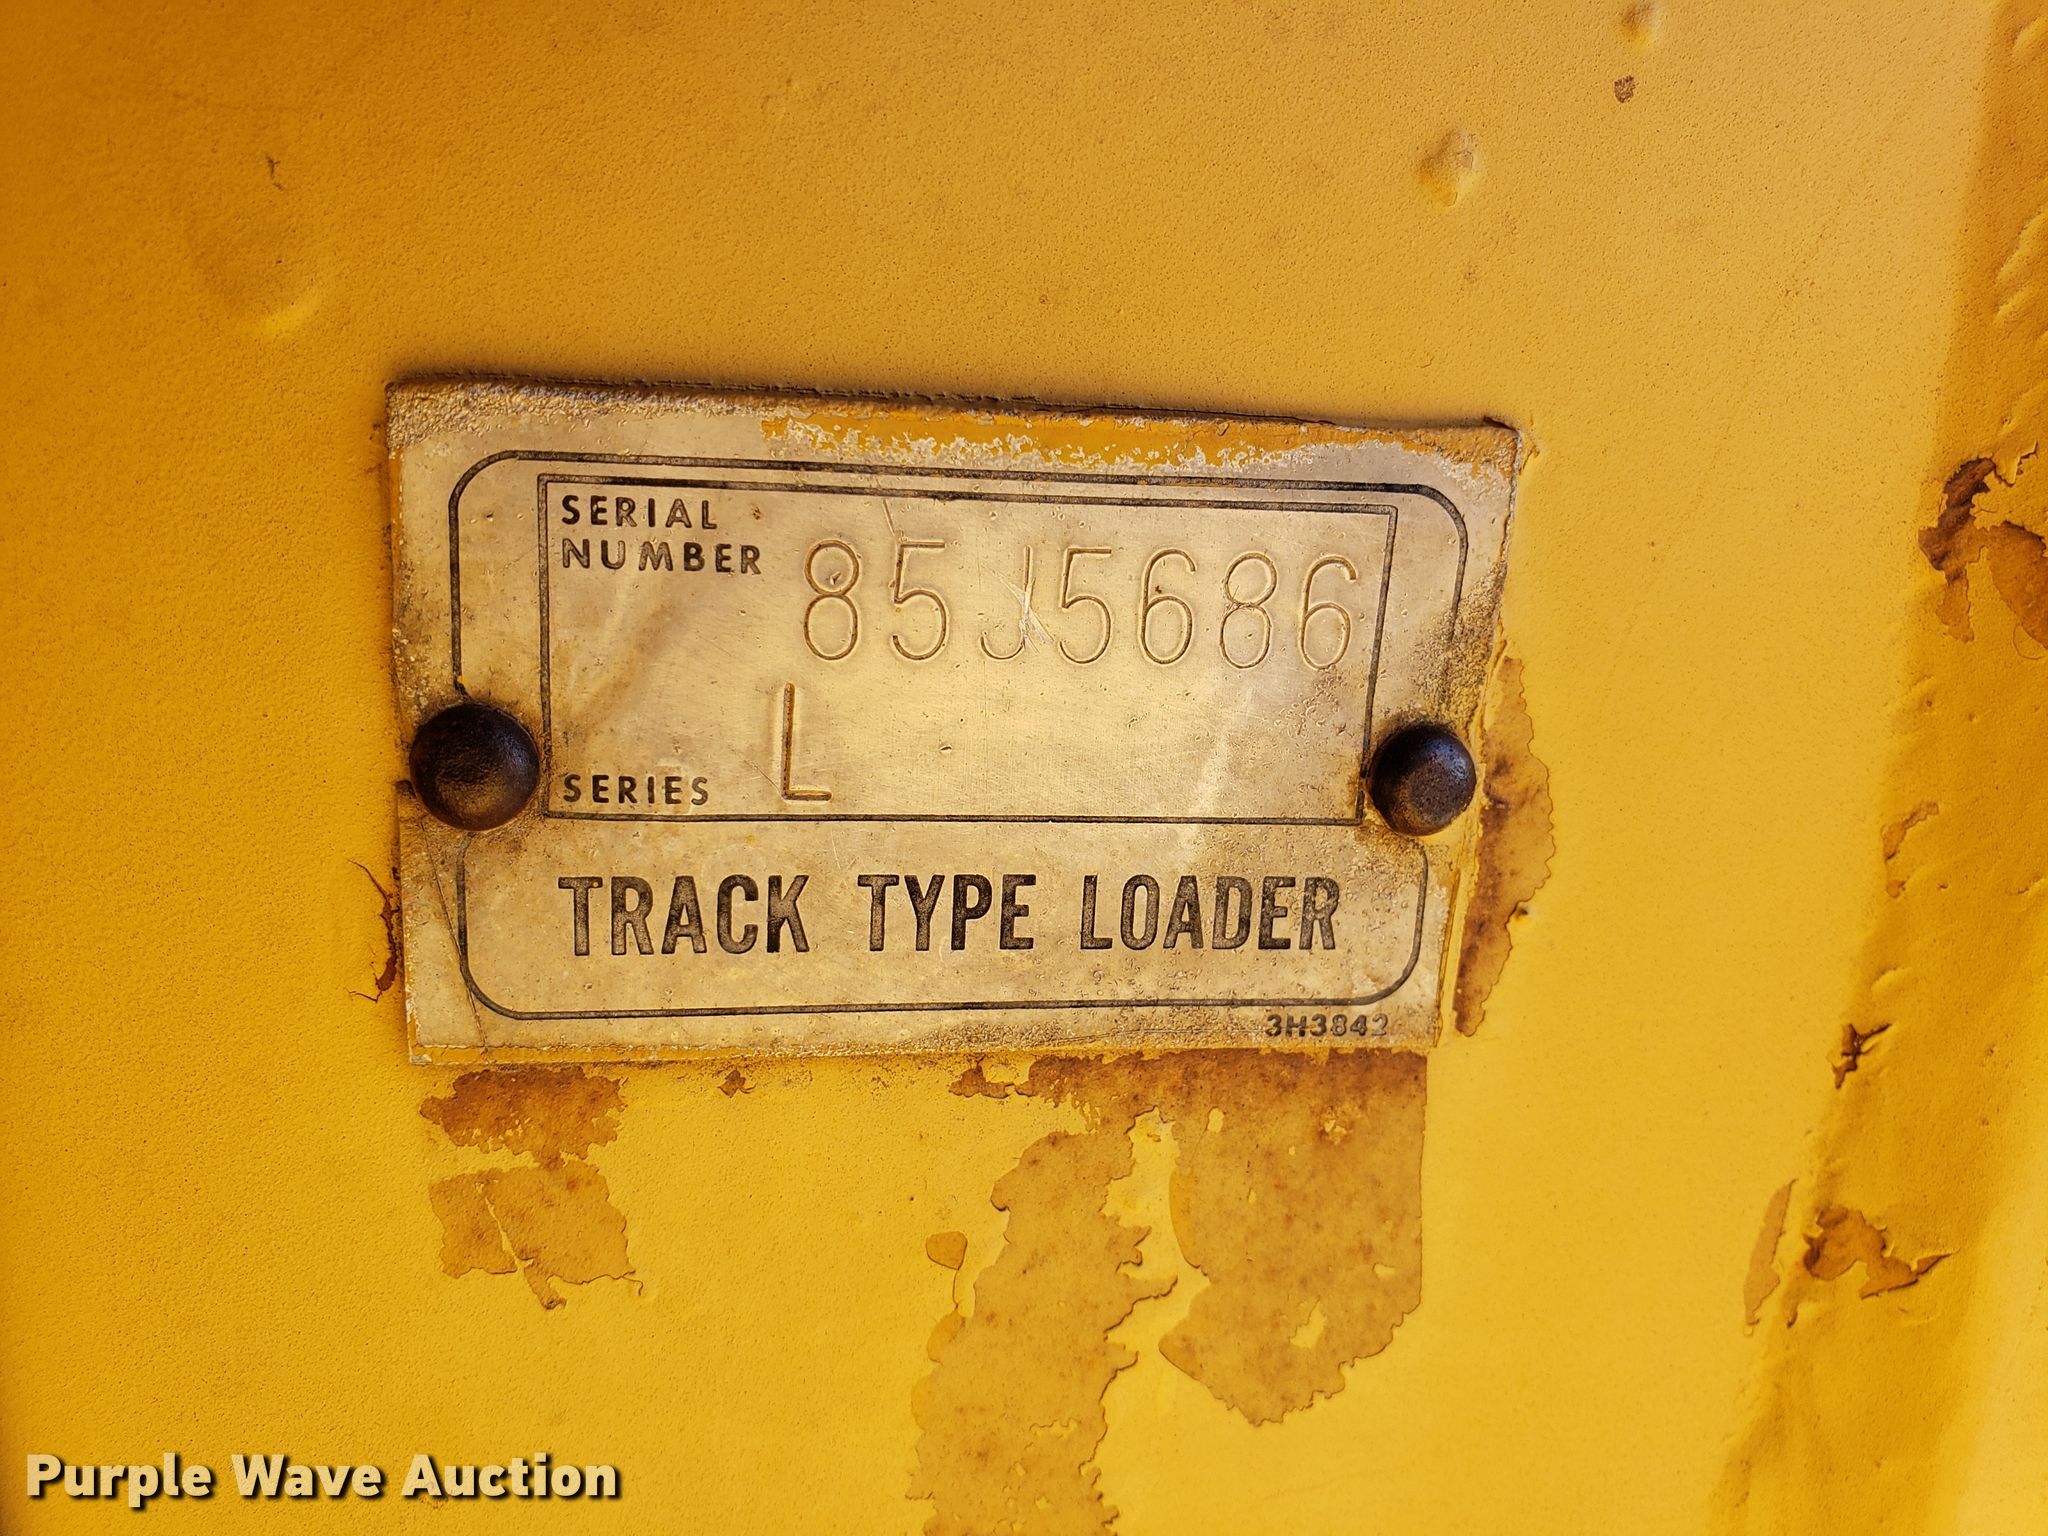 SERIAL
NUMBER 85J5686
SERIES L
TRACK TYPE LOADER
3H3842
Purple Wave Auction